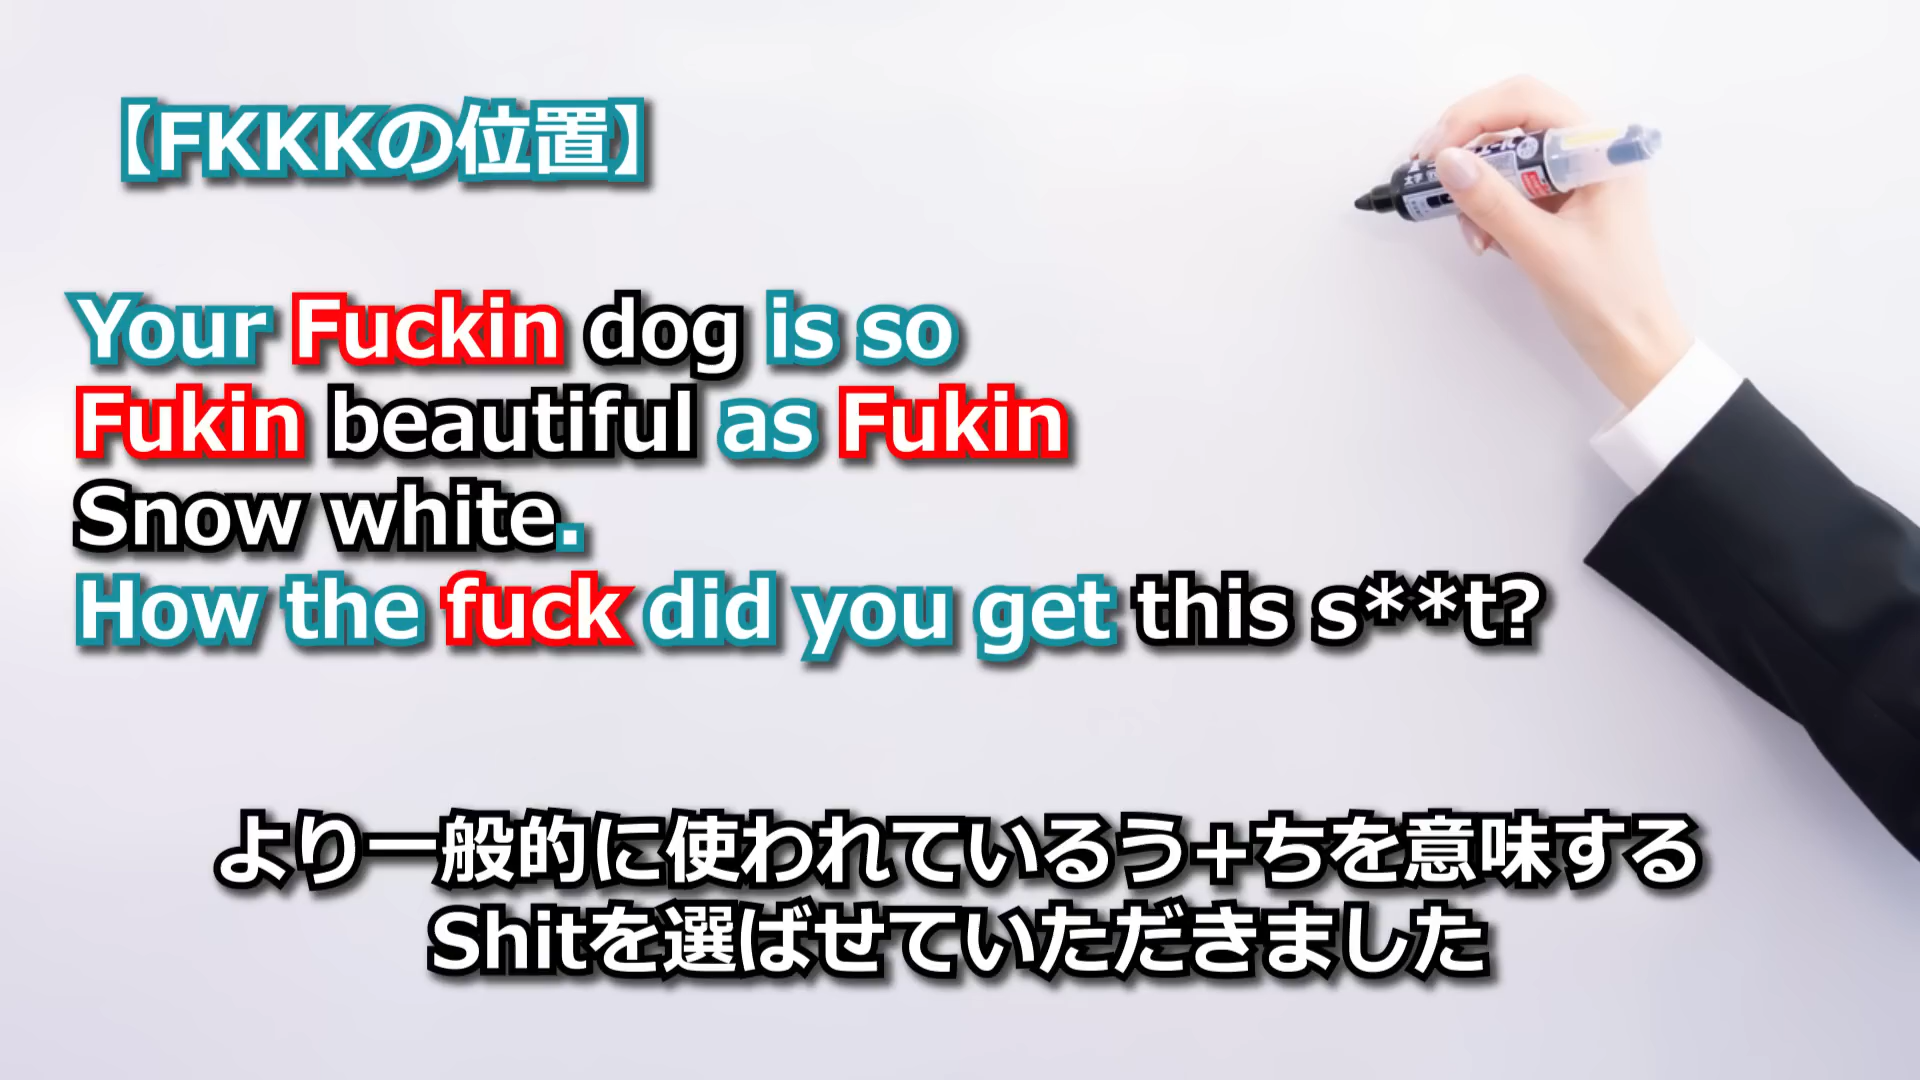 【FKKKの位置】
Your Fuckin dog is so
Fukin beautiful as Fukin
Snow white.
How the fuck did you get this s**t?
太字
より一般的に使われているう+ちを意味する
Shitを選ばせていただきました